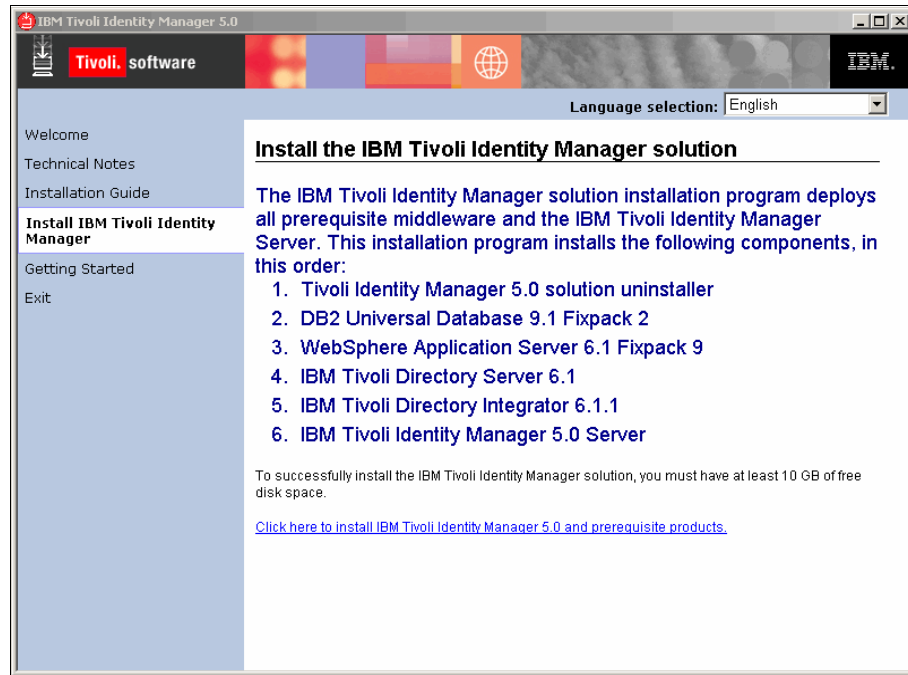 IBM Tivoli Identity Manager 5.0
Tivoli. software
IBM.
Language selection: English
Welcome
Technical Notes
Installation Guide
Install IBM Tivoli Identity
Manager
Getting Started
Exit
Install the IBM Tivoli Identity Manager solution
The IBM Tivoli Identity Manager solution installation program deploys
all prerequisite middleware and the IBM Tivoli Identity Manager
Server. This installation program installs the following components, in
this order:
1. Tivoli Identity Manager 5.0 solution uninstaller
2. DB2 Universal Database 9.1 Fixpack 2
3. WebSphere Application Server 6.1 Fixpack 9
4. IBM Tivoli Directory Server 6.1
5. IBM Tivoli Directory Integrator 6.1.1
6. IBM Tivoli Identity Manager 5.0 Server
To successfully install the IBM Tivoli Identity Manager solution, you must have at least 10 GB of free
disk space.
Click here to install IBM Tivoli Identity Manager 5.0 and prerequisite products.